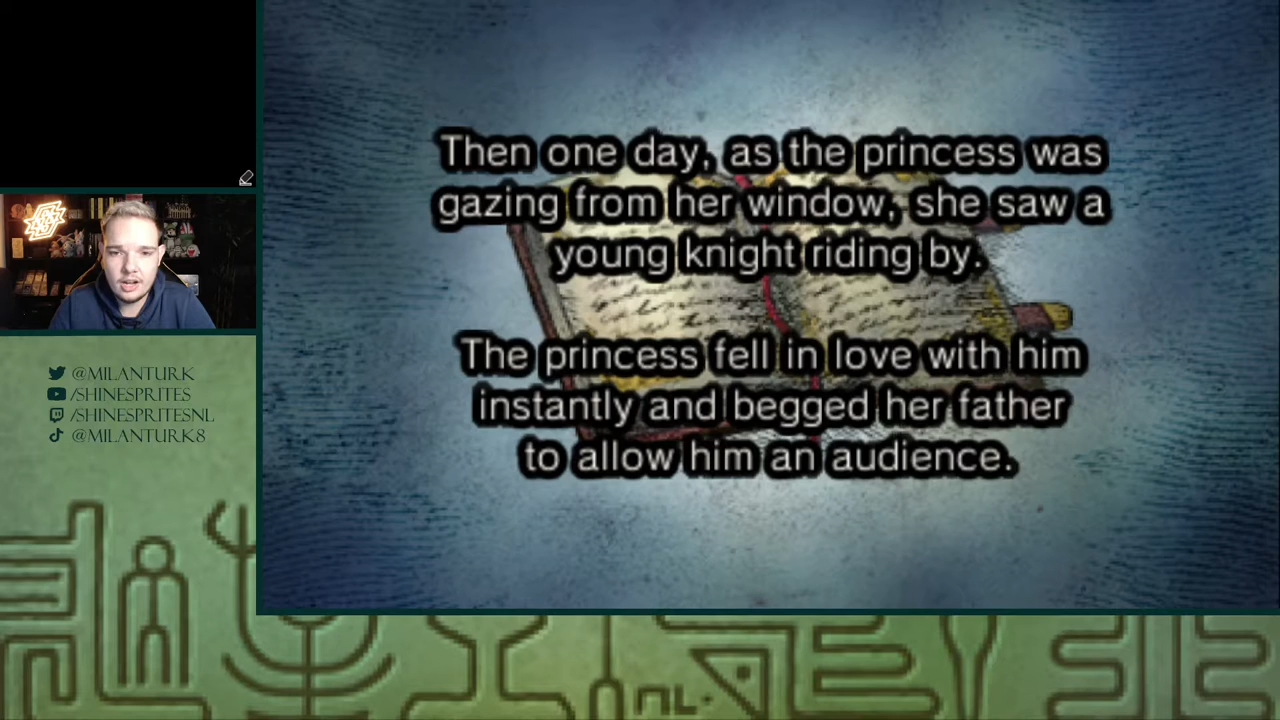 Then one day, as the princess was
gazing from her window, she saw a
young knight riding by.
The princess fell in love with him
instantly and begged her father
to allow him an audience.
@MILANTURK
/SHINESPRITES
/SHINESPRITESNL
@MILANTURK8